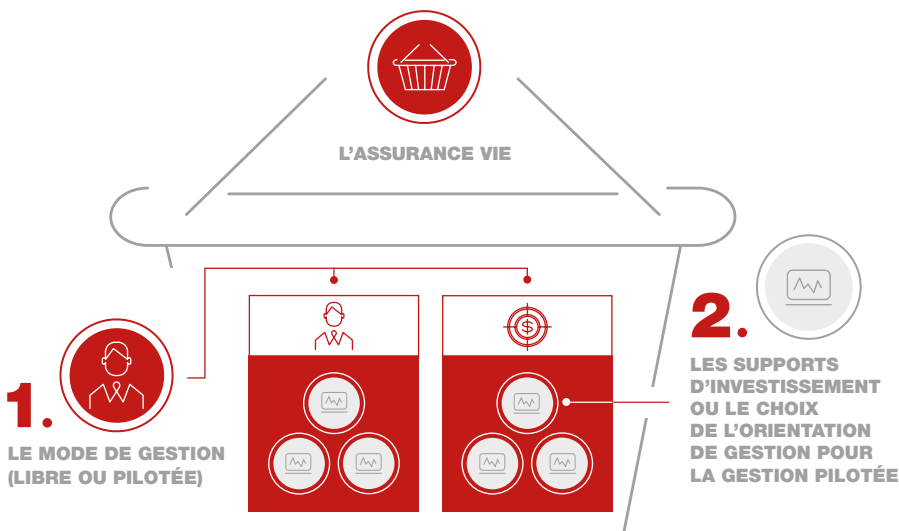 L'ASSURANCE VIE
1.
LE MODE DE GESTION
(LIBRE OU PILOTÉE)
$
2.
LES SUPPORTS
D'INVESTISSEMENT
OU LE CHOIX
DE L'ORIENTATION
DE GESTION POUR
LA GESTION PILOTÉE